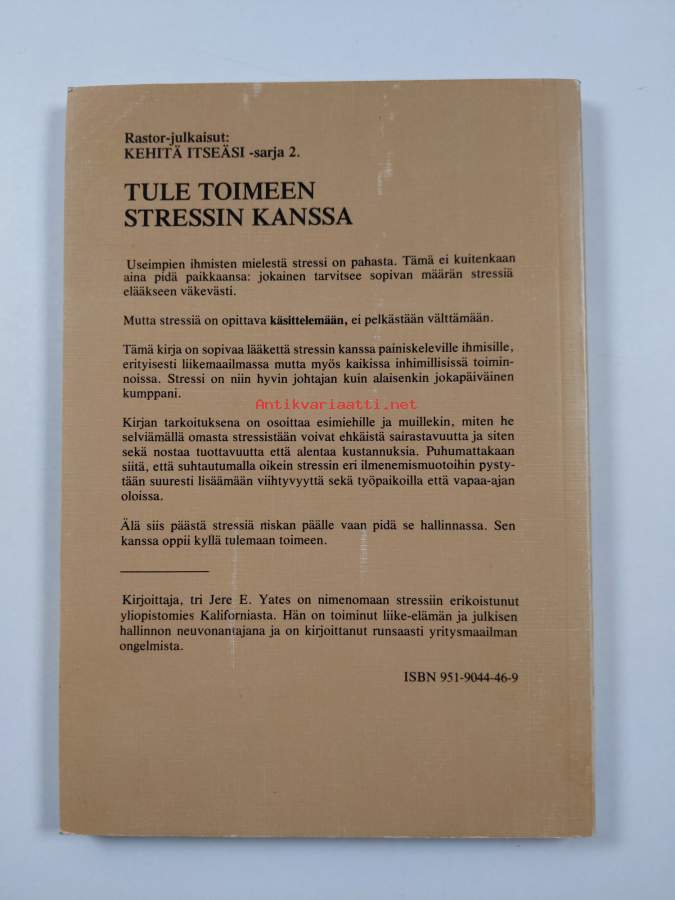 Rastor-julkaisut:
KEHITÄ ITSEÄSI -sarja 2.
TULE TOIMEEN
STRESSIN KANSSA
Useimpien ihmisten mielestä stressi on pahasta. Tämä ei kuitenkaan
aina pidä paikkaansa: jokainen tarvitsee sopivan määrän stressiä
elääkseen väkevästi.
Mutta stressiä on opittava käsittelemään, ei pelkästään välttämään.
Tämä kirja on sopivaa lääkettä stressin kanssa painiskeleville ihmisille,
erityisesti liikemaailmassa mutta myös kaikissa inhimillisissä toimin-
noissa. Stressi on niin hyvin johtajan kuin alaisenkin jokapäiväinen
kumppani.
Antikvariaatti.net
Kirjan tarkoituksena on osoittaa esimiehille ja muillekin, miten he
selviämällä omasta stressistään voivat ehkäistä sairastavuutta ja siten
sekä nostaa tuottavuutta että alentaa kustannuksia. Puhumattakaan
siitä, että suhtautumalla oikein stressin eri ilmenemismuotoihin pysty-
tään suuresti lisäämään viihtyvyyttä sekä työpaikoilla että vapaa-ajan
oloissa.
Älä siis päästä stressiä niskan päälle vaan pidä se hallinnassa. Sen
kanssa oppii kyllä tulemaan toimeen.
Kirjoittaja, tri Jere E. Yates on nimenomaan stressiin erikoistunut
yliopistomies Kaliforniasta. Hän on toiminut liike-elämän ja julkisen
hallinnon neuvonantajana ja on kirjoittanut runsaasti yritysmaailman
ongelmista.
ISBN 951-9044-46-9